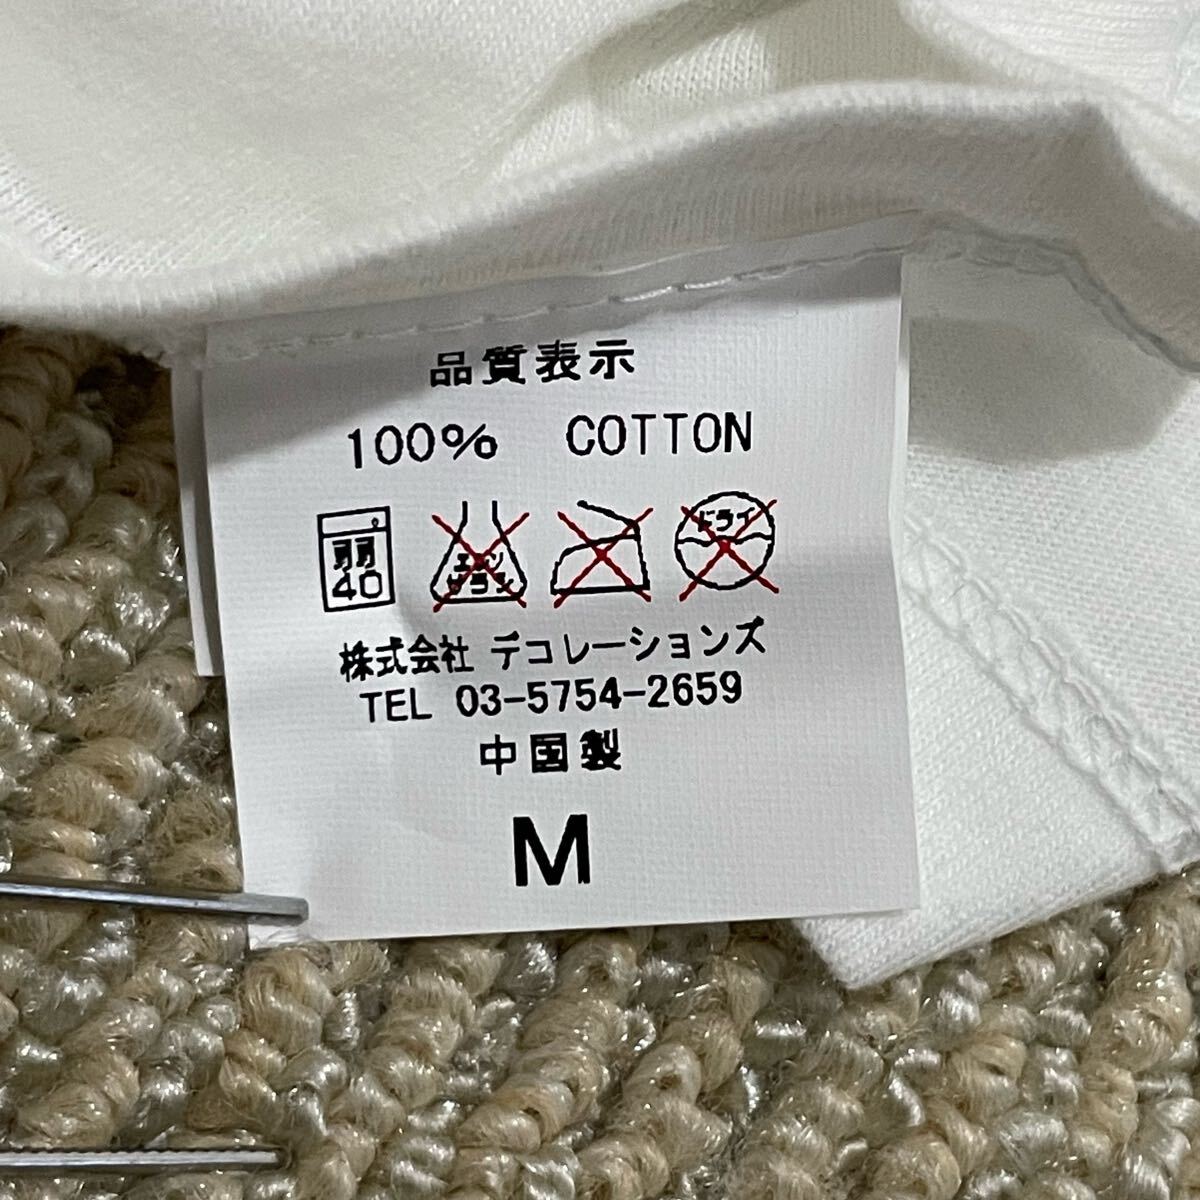 品質表示
100% COTTON
弱 40 エンソ サラシ ドライ
株式会社 デコレーションズ
TEL 03-5754-2659
中国製
M